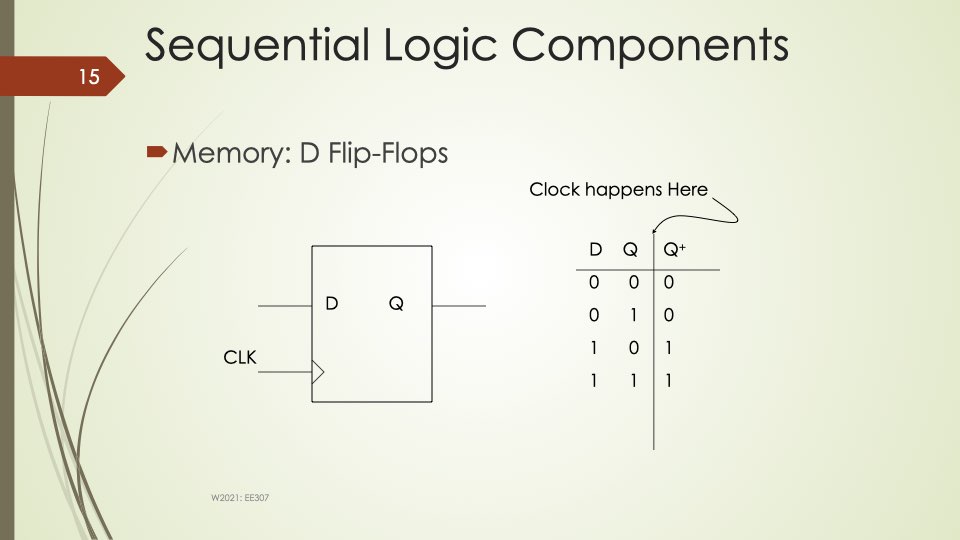 Sequential Logic Components
15
Memory: D Flip-Flops
Clock happens Here
D Q Q+
0 0 0
0 1 0
1 0 1
1 1 1
D Q
CLK
W2021: EE307